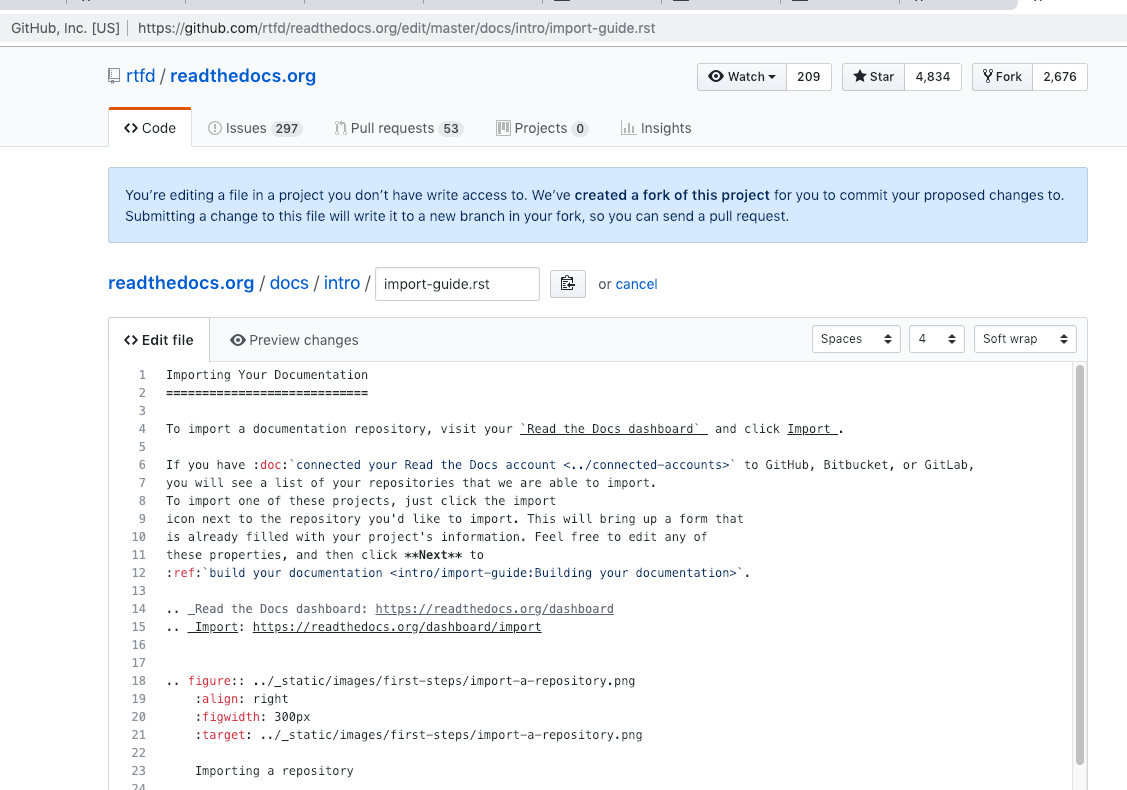 GitHub, Inc. [US] https://github.com/rtfd/readthedocs.org/edit/master/docs/intro/import-guide.rst
rtfd / readthedocs.org Watch 209 Star 4,834 Fork 2,676
Code Issues 297 Pull requests 53 Projects 0 Insights
You’re editing a file in a project you don’t have write access to. We’ve created a fork of this project for you to commit your proposed changes to.
Submitting a change to this file will write it to a new branch in your fork, so you can send a pull request.
readthedocs.org / docs / intro / import-guide.rst or cancel
Edit file Preview changes Spaces 4 Soft wrap
1 Importing Your Documentation
2 ============================
3
4 To import a documentation repository, visit your `Read the Docs dashboard`_ and click Import_.
5
6 If you have :doc:`connected your Read the Docs account <../connected-accounts>` to GitHub, Bitbucket, or GitLab,
7 you will see a list of your repositories that we are able to import.
8 To import one of these projects, just click the import
9 icon next to the repository you'd like to import. This will bring up a form that
10 is already filled with your project's information. Feel free to edit any of
11 these properties, and then click **Next** to
12 :ref:`build your documentation <intro/import-guide:Building your documentation>`.
13
14 .. _Read the Docs dashboard: https://readthedocs.org/dashboard
15 .. _Import: https://readthedocs.org/dashboard/import
16
17
18 .. figure:: ../_static/images/first-steps/import-a-repository.png
19 :align: right
20 :figwidth: 300px
21 :target: ../_static/images/first-steps/import-a-repository.png
22
23 Importing a repository
24